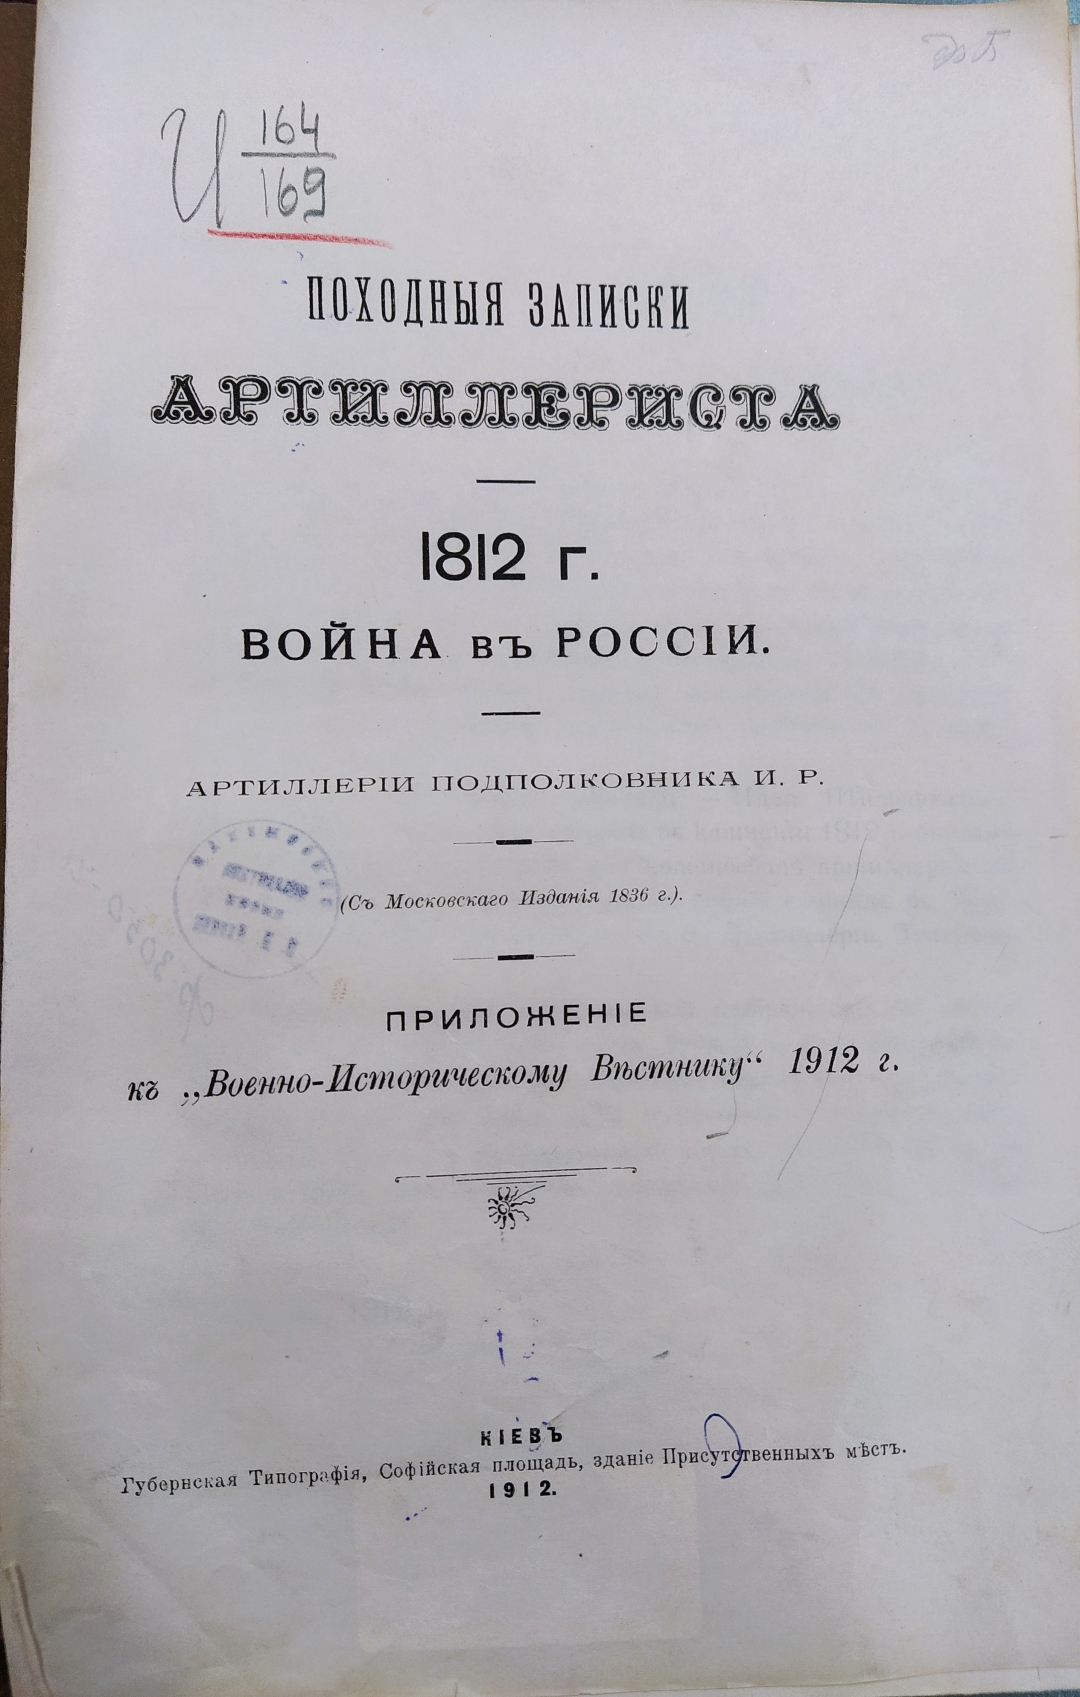 И 164
169
ПОХОДНЫЯ ЗАПИСКИ
АРТИЛЛЕРИСТА
1812 г.
ВОЙНА въ РОССІИ.
АРТИЛЛЕРІИ ПОДПОЛКОВНИКА И. Р.
(Съ Московскаго Изданія 1836 г.).
ПРИЛОЖЕНІЕ
къ „Военно-Историческому Вѣстнику“ 1912 г.
КІЕВЪ
Губернская Типографія, Софійская площадь, зданіе Присутственныхъ мѣстъ.
1912.